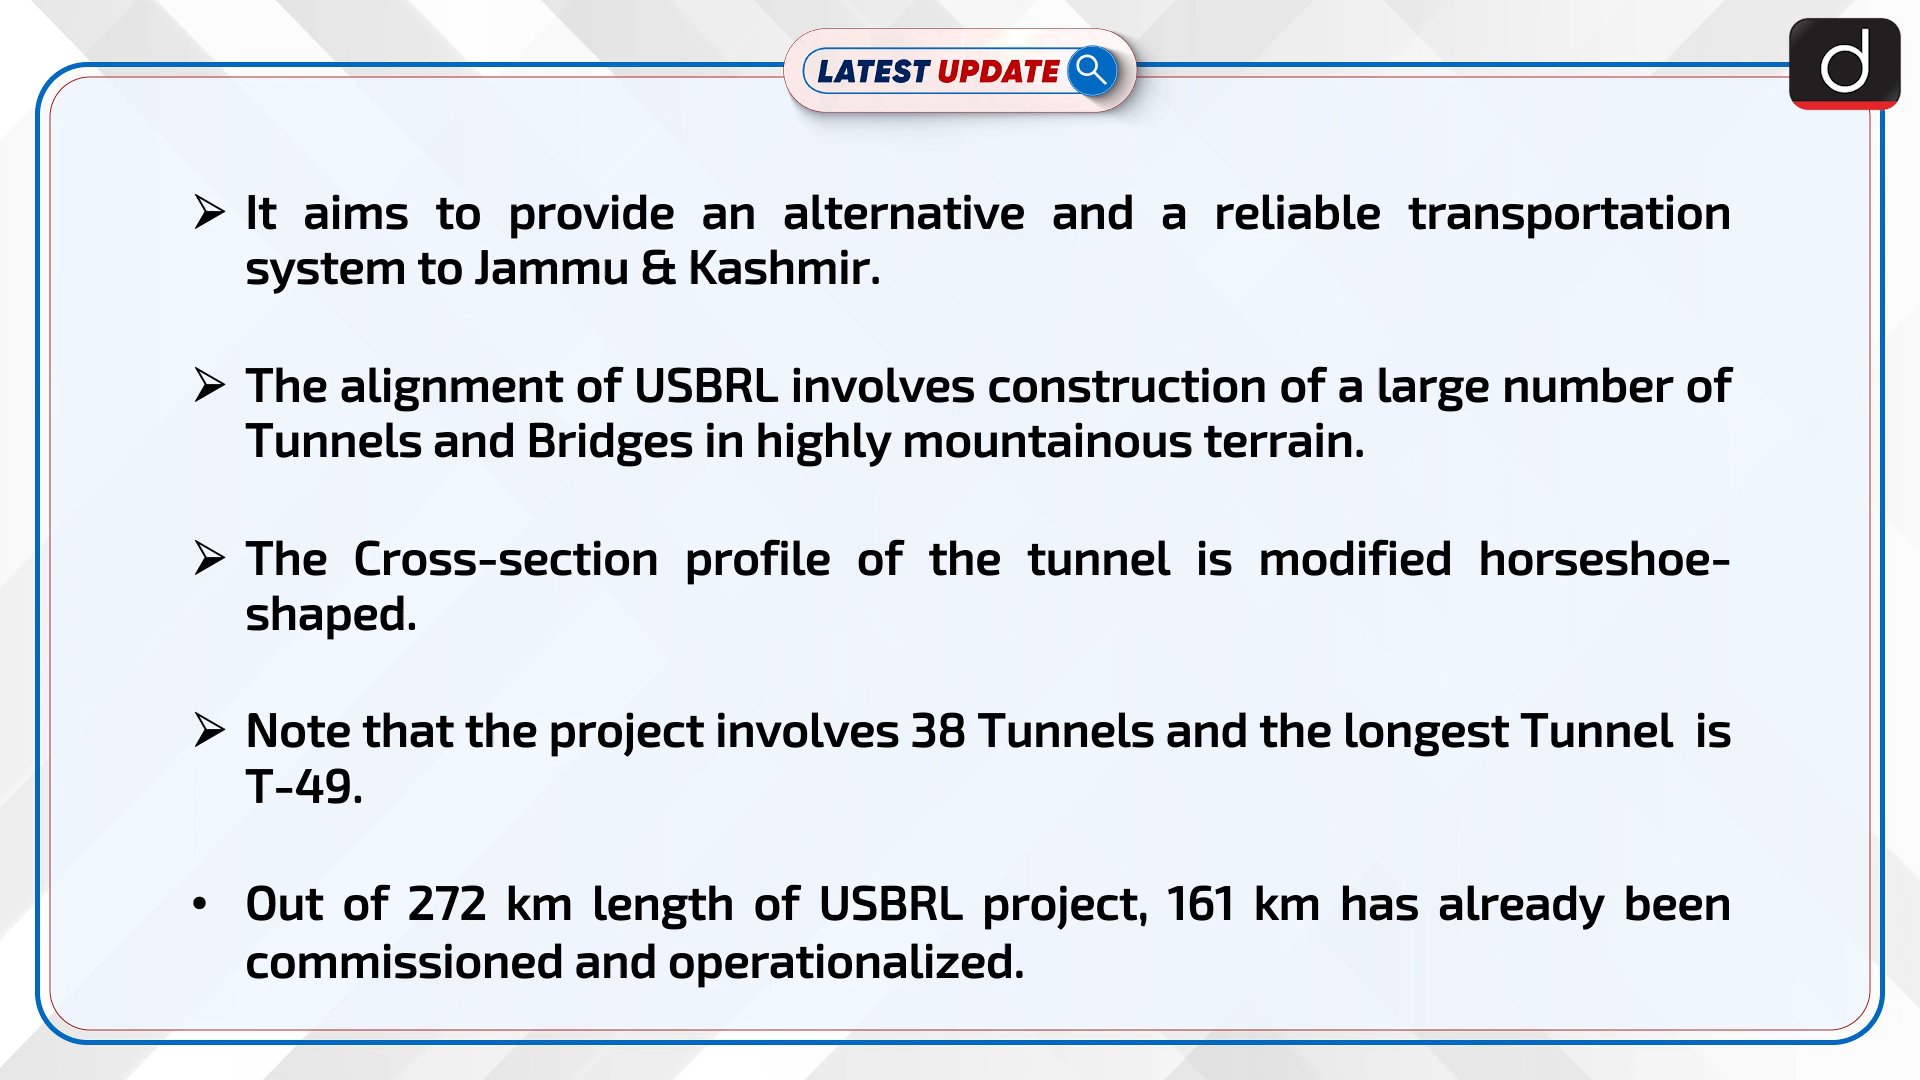 LATEST UPDATE
d
➢ It aims to provide an alternative and a reliable transportation
system to Jammu & Kashmir.
➢ The alignment of USBRL involves construction of a large number of
Tunnels and Bridges in highly mountainous terrain.
➢ The Cross-section profile of the tunnel is modified horseshoe-
shaped.
➢ Note that the project involves 38 Tunnels and the longest Tunnel is
T-49.
• Out of 272 km length of USBRL project, 161 km has already been
commissioned and operationalized.